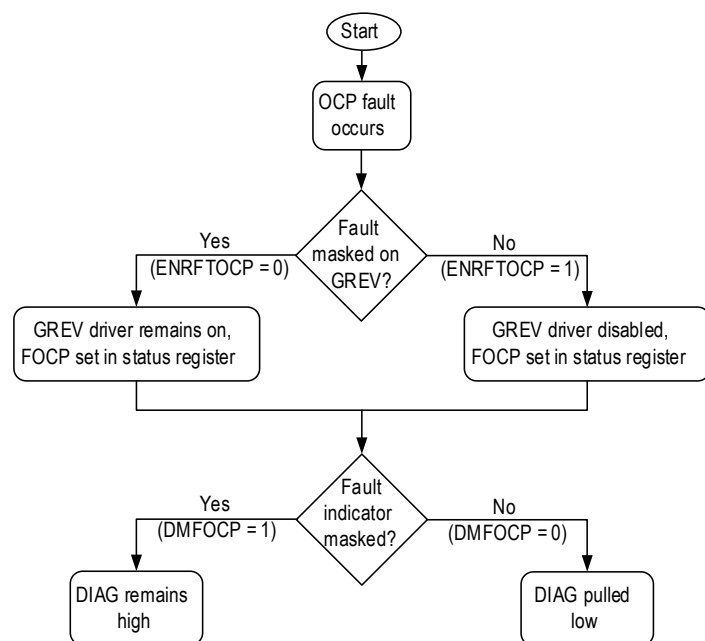 Start
OCP fault
occurs
Fault
masked on
GREV?
Yes
(ENRFTOCP = 0)
No
(ENRFTOCP = 1)
GREV driver remains on,
FOCP set in status register
GREV driver disabled,
FOCP set in status register
Fault
indicator
masked?
Yes
(DMFOCP = 1)
No
(DMFOCP = 0)
DIAG remains
high
DIAG pulled
low